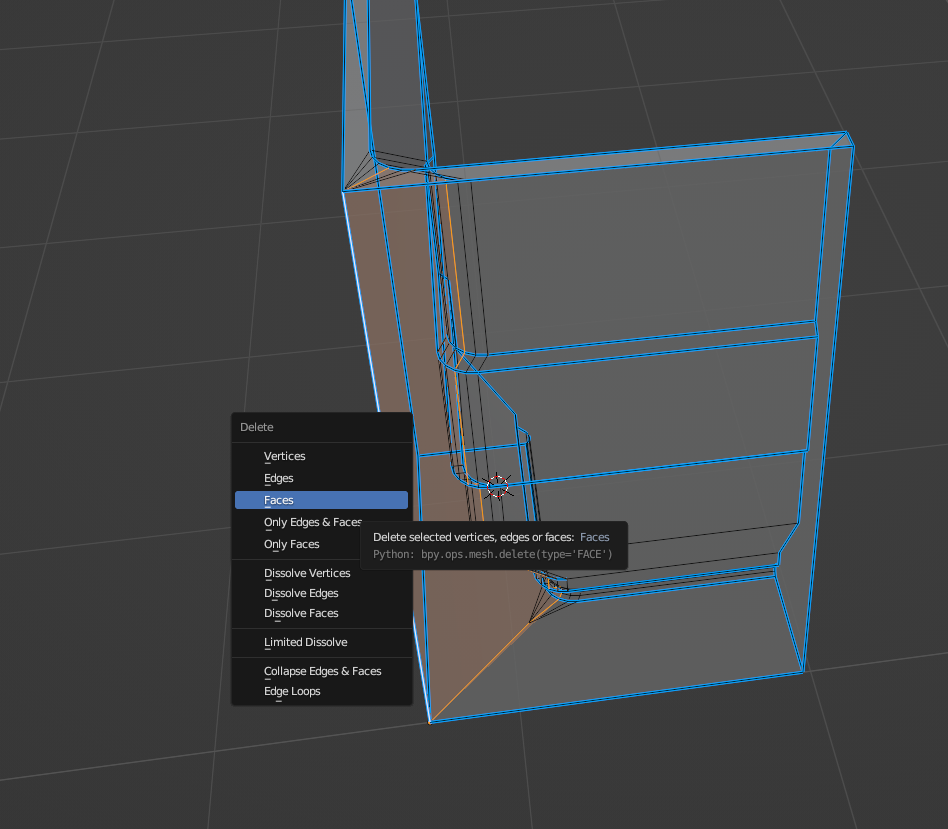 Delete
Vertices
Edges
Faces
Only Edges & Faces
Only Faces
Delete selected vertices, edges or faces: Faces
Python: bpy.ops.mesh.delete(type='FACE')
Dissolve Vertices
Dissolve Edges
Dissolve Faces
Limited Dissolve
Collapse Edges & Faces
Edge Loops